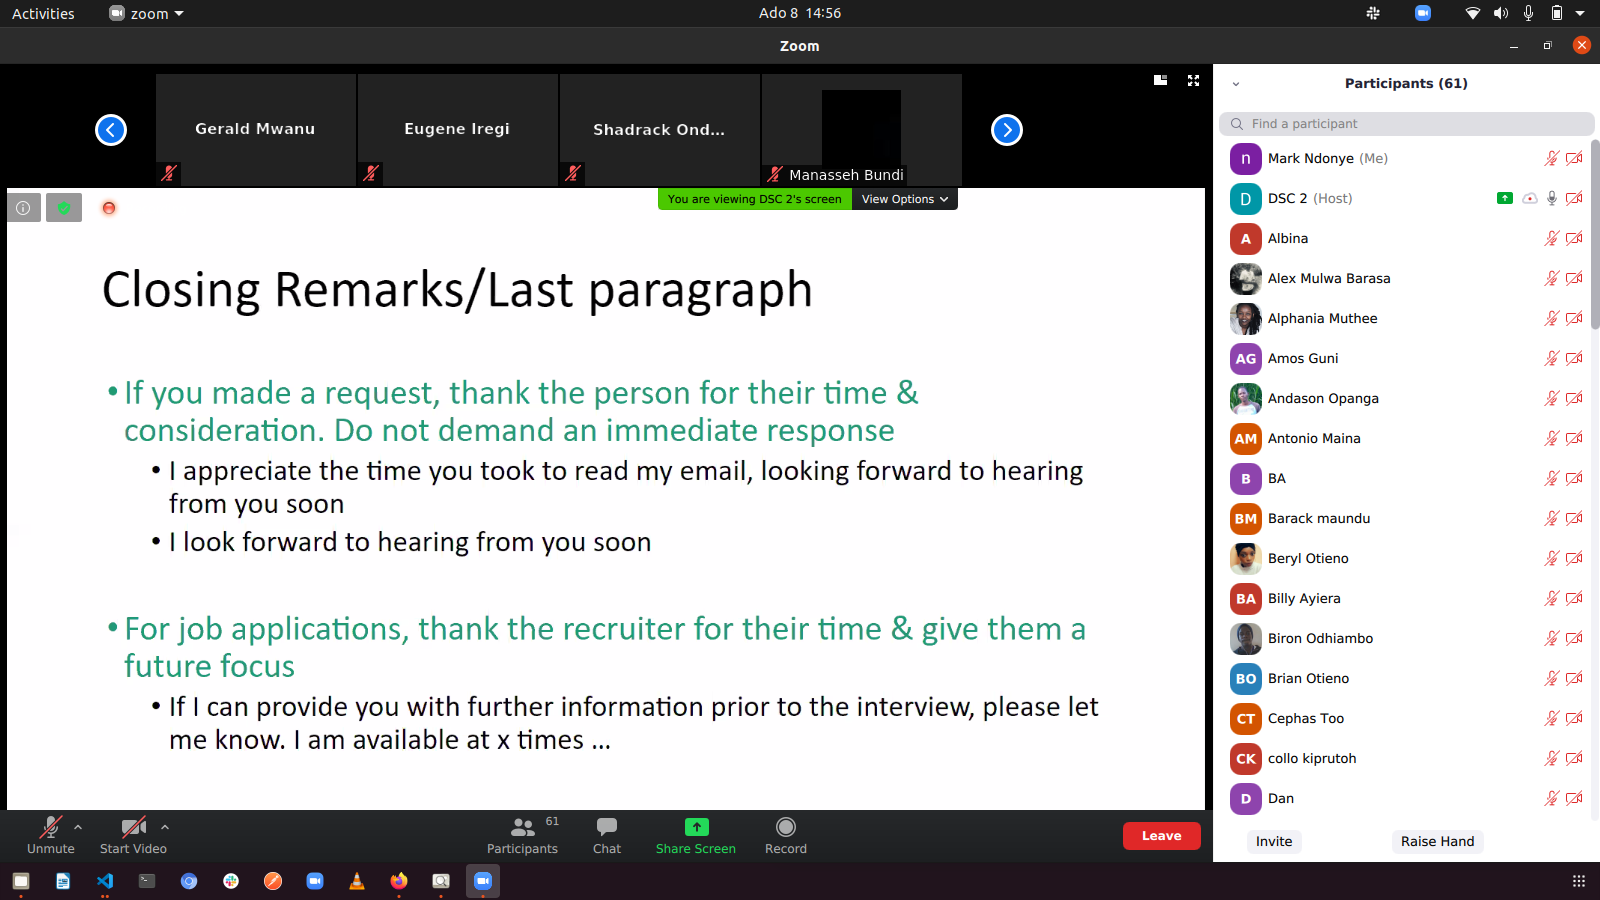 Activities
zoom
Ado 8 14:56
Zoom
Gerald Mwanu
Eugene Iregi
Shadrack Ond...
Manasseh Bundi
You are viewing DSC 2's screen
View Options
Closing Remarks/Last paragraph
• If you made a request, thank the person for their time &
consideration. Do not demand an immediate response
• I appreciate the time you took to read my email, looking forward to hearing
from you soon
• I look forward to hearing from you soon
• For job applications, thank the recruiter for their time & give them a
future focus
• If I can provide you with further information prior to the interview, please let
me know. I am available at x times ...
Unmute
Start Video
61
Participants
Chat
Share Screen
Record
Leave
Participants (61)
Find a participant
n Mark Ndonye (Me)
D DSC 2 (Host)
A Albina
Alex Mulwa Barasa
Alphania Muthee
AG Amos Guni
Andason Opanga
AM Antonio Maina
B BA
BM Barack maundu
Beryl Otieno
BA Billy Ayiera
Biron Odhiambo
BO Brian Otieno
CT Cephas Too
CK collo kiprutoh
D Dan
Invite
Raise Hand